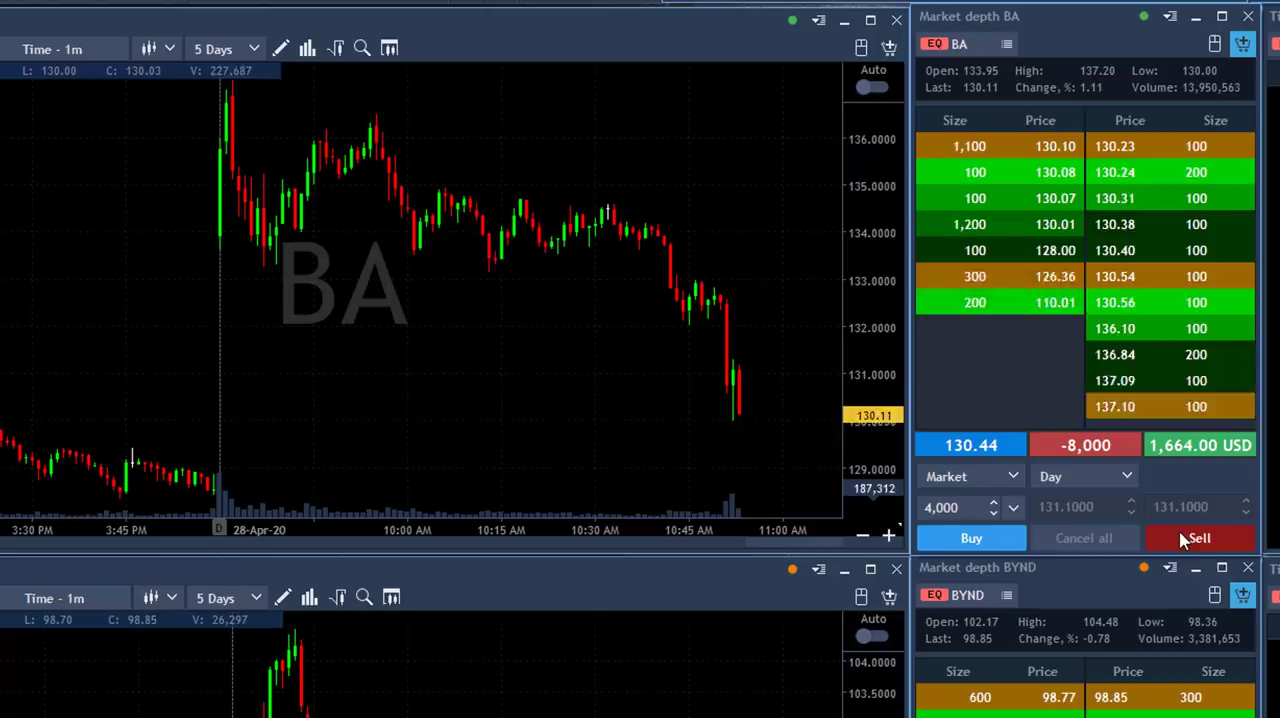 Time - 1m 5 Days
L: 130.00 C: 130.03 V: 227,687
Auto
136.0000
135.0000
134.0000
133.0000
132.0000
131.0000
130.11
129.0000
187,312
BA
3:30 PM 3:45 PM D 28-Apr-20 10:00 AM 10:15 AM 10:30 AM 10:45 AM 11:00 AM
Market depth BA
EQ BA
Open: 133.95 High: 137.20 Low: 130.00
Last: 130.11 Change, %: 1.11 Volume: 13,950,563
Size Price Price Size
1,100 130.10 130.23 100
100 130.08 130.24 200
100 130.07 130.31 100
1,200 130.01 130.38 100
100 128.00 130.40 100
300 126.36 130.54 100
200 110.01 130.56 100
136.10 100
136.84 200
137.09 100
137.10 100
130.44 -8,000 1,664.00 USD
Market Day
4,000 131.1000 131.1000
Buy Cancel all Sell
Time - 1m 5 Days
L: 98.70 C: 98.85 V: 26,297
Auto
104.0000
103.5000
Market depth BYND
EQ BYND
Open: 102.17 High: 104.48 Low: 98.36
Last: 98.85 Change, %: -0.78 Volume: 3,381,653
Size Price Price Size
600 98.77 98.85 300